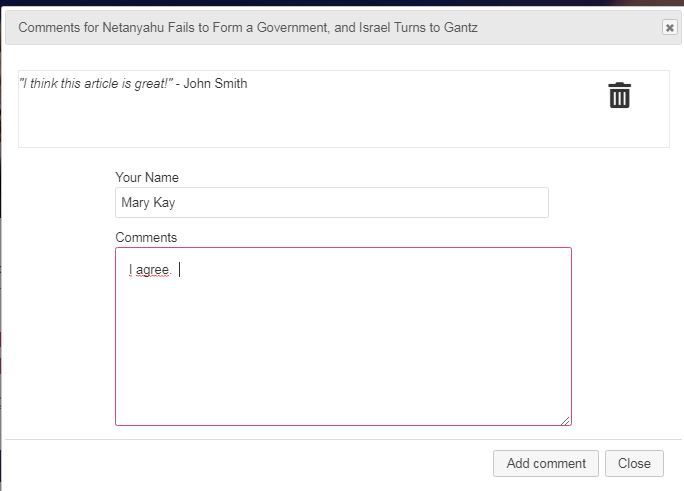 Comments for Netanyahu Fails to Form a Government, and Israel Turns to Gantz
"I think this article is great!" - John Smith
Your Name
Mary Kay
Comments
I agree.
Add comment
Close